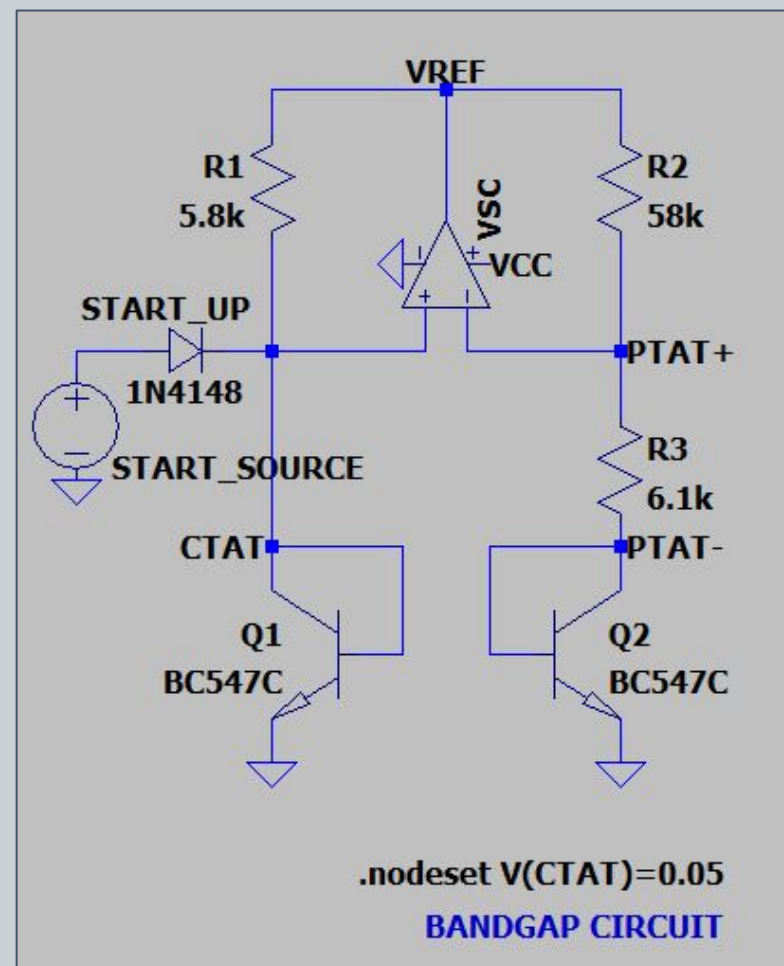 VREF
R1
5.8k
R2
58k
VSC
VCC
START_UP
1N4148
PTAT+
START_SOURCE
R3
6.1k
CTAT
PTAT-
Q1
BC547C
Q2
BC547C
.nodeset V(CTAT)=0.05
BANDGAP CIRCUIT